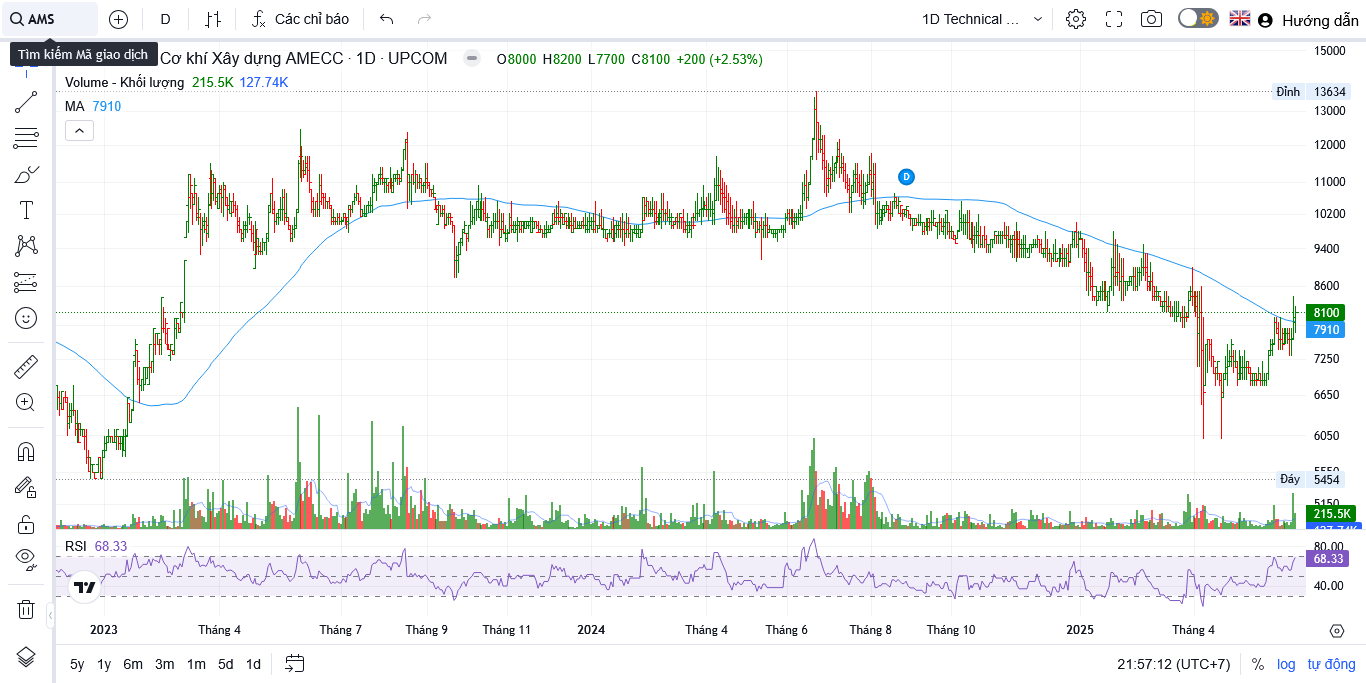 AMS
D
Các chỉ báo
1D Technical ...
Hướng dẫn
Tìm kiếm Mã giao dịch
Cơ khí Xây dựng AMECC · 1D · UPCOM
O8000 H8200 L7700 C8100 +200 (+2.53%)
Volume - Khối lượng 215.5K 127.74K
MA 7910
15000
Đỉnh 13634
13000
12000
11000
D
10200
9400
8600
8100
7910
7250
6650
6050
5550
Đáy 5454
5150
215.5K
127.74K
RSI 68.33
80.00
68.33
40.00
2023 Tháng 4 Tháng 7 Tháng 9 Tháng 11 2024 Tháng 4 Tháng 6 Tháng 8 Tháng 10 2025 Tháng 4
5y 1y 6m 3m 1m 5d 1d
21:57:12 (UTC+7) % log tự động